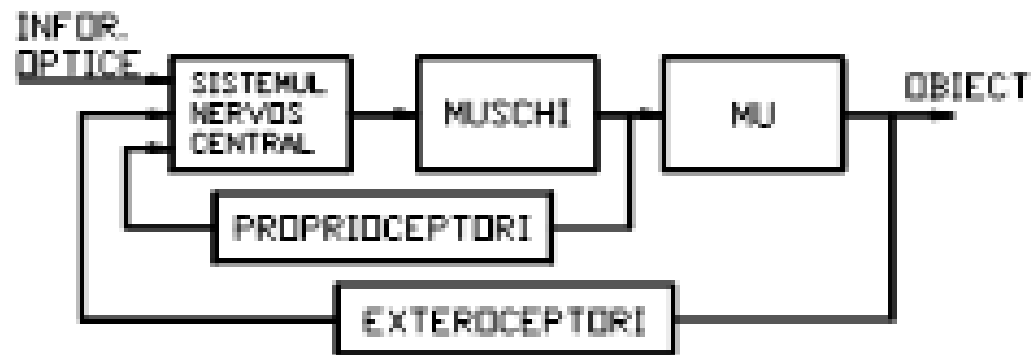 INFOR.
OPTICE
SISTEMUL
NERVOS
CENTRAL
MUSCHI
MU
OBIECT
PROPRIOCEPTORI
EXTEROCEPTORI